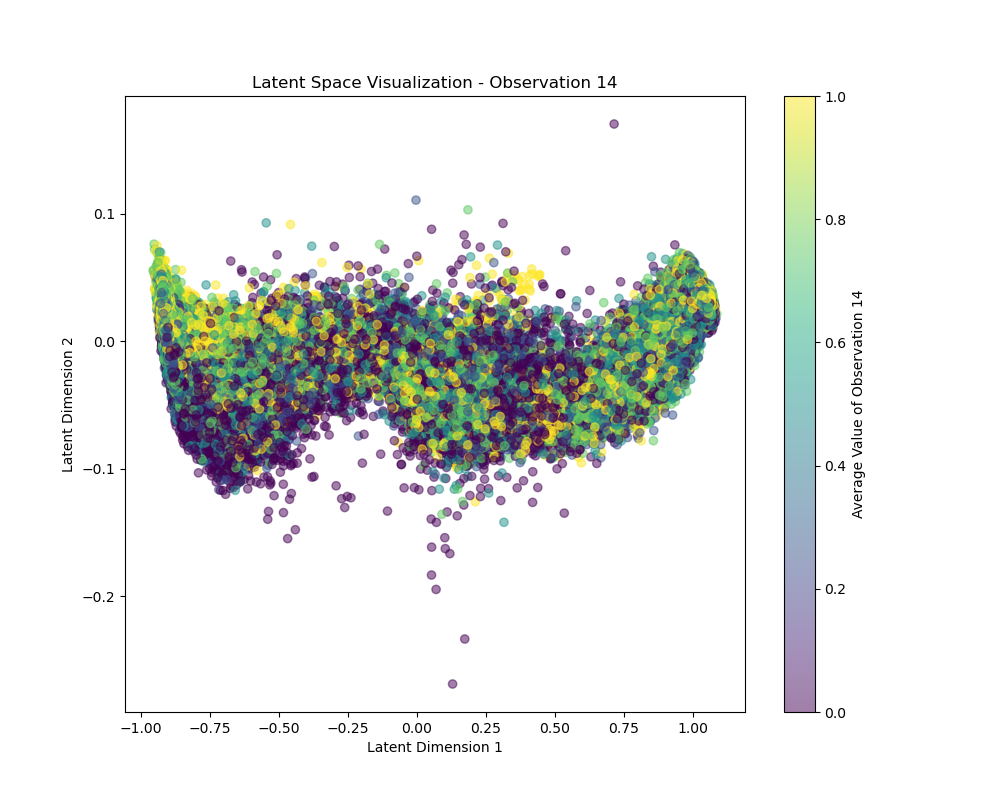 Latent Space Visualization - Observation 14
1.0
0.8
0.6
0.4
0.2
0.0
Average Value of Observation 14
0.1
0.0
−0.1
−0.2
Latent Dimension 2
−1.00 −0.75 −0.50 −0.25 0.00 0.25 0.50 0.75 1.00
Latent Dimension 1